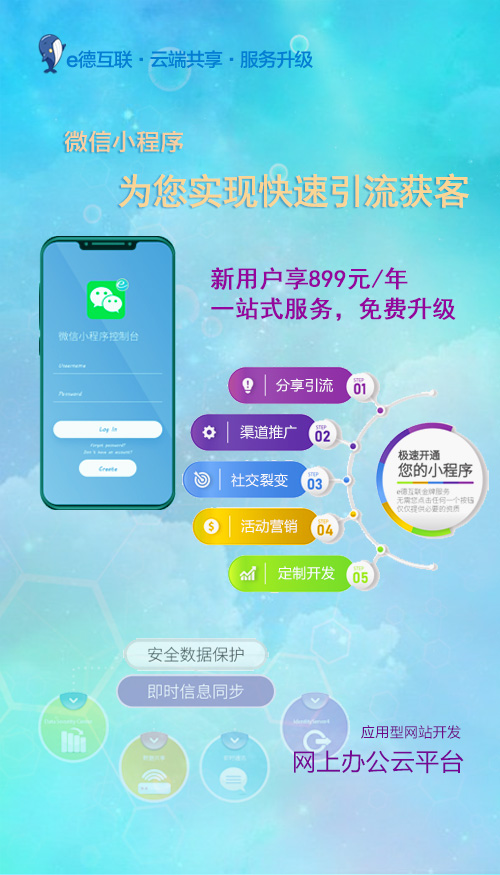 e德互联·云端共享·服务升级
微信小程序
为您实现快速引流获客
新用户享899元/年
一站式服务，免费升级
微信小程序控制台
Username
Password
Log In
Forgot password?
Don't have an account?
Create
分享引流
STEP
01
渠道推广
STEP
02
社交裂变
STEP
03
活动营销
STEP
04
定制开发
STEP
05
极速开通
您的小程序
e德互联金牌服务
无需您点击任何一个按钮
仅仅提供必要的资质
安全数据保护
即时信息同步
应用型网站开发
网上办公云平台